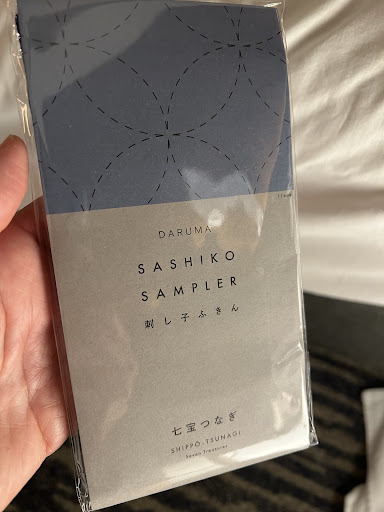 DARUMA
SASHIKO
SAMPLER
刺し子ふきん
七宝つなぎ
SHIPPO-TSUNAGI
Seven Treasures